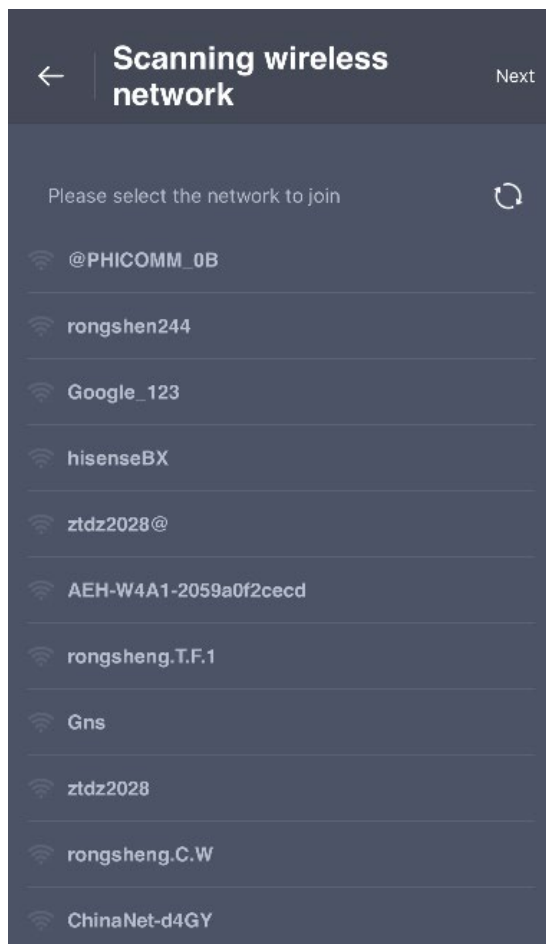 Scanning wireless
network
Next
Please select the network to join
@PHICOMM_0B
rongshen244
Google_123
hisenseBX
ztdz2028@
AEH-W4A1-2059a0f2cecd
rongsheng.T.F.1
Gns
ztdz2028
rongsheng.C.W
ChinaNet-d4GY